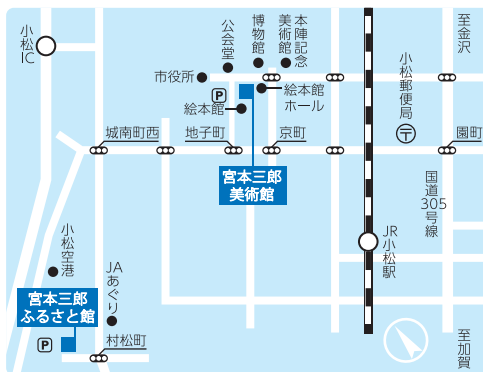 小松IC
公会堂
博物館
本陣記念
美術館
至金沢
市役所
P
絵本館
絵本館
ホール
小松郵便局
〒
城南町西
地子町
京町
園町
宮本三郎
美術館
国道305号線
小松空港
JAあぐり
JR小松駅
宮本三郎
ふるさと館
P
村松町
至加賀